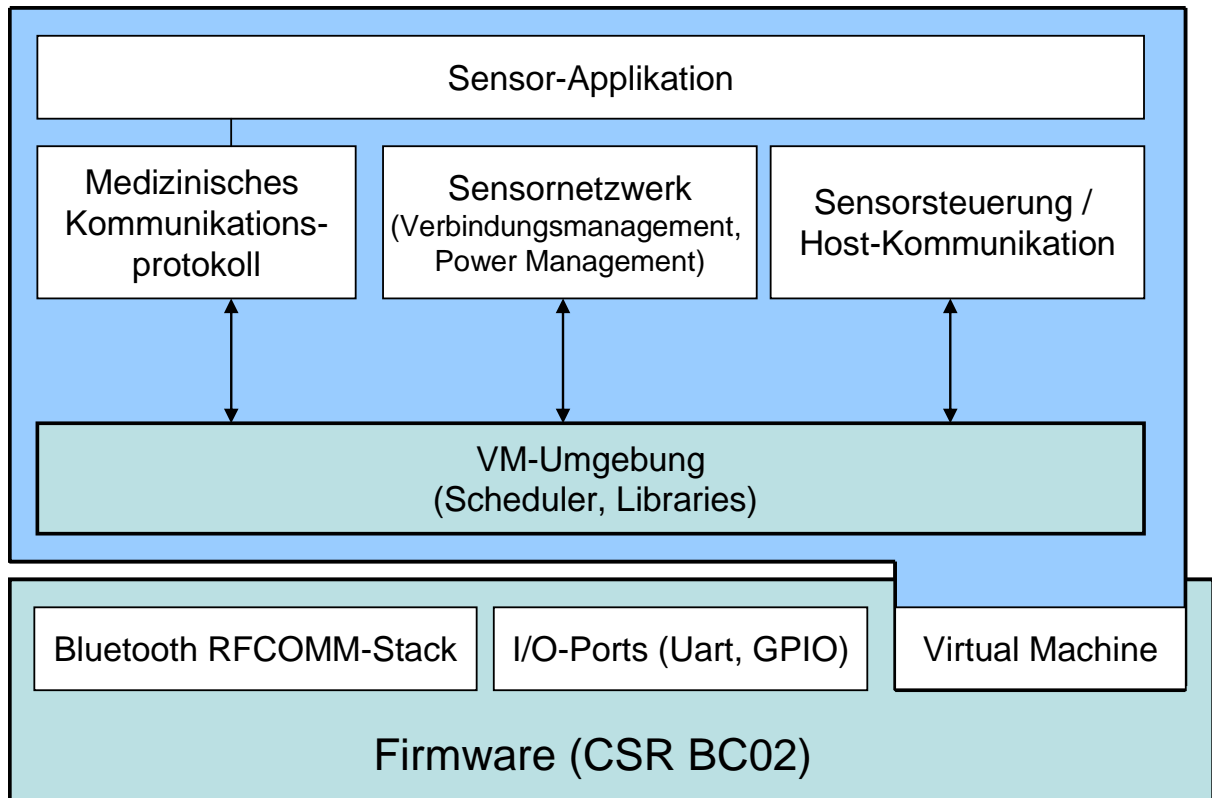 Sensor-Applikation
Medizinisches
Kommunikations-
protokoll
Sensornetzwerk
(Verbindungsmanagement,
Power Management)
Sensorsteuerung /
Host-Kommunikation
VM-Umgebung
(Scheduler, Libraries)
Bluetooth RFCOMM-Stack
I/O-Ports (Uart, GPIO)
Virtual Machine
Firmware (CSR BC02)